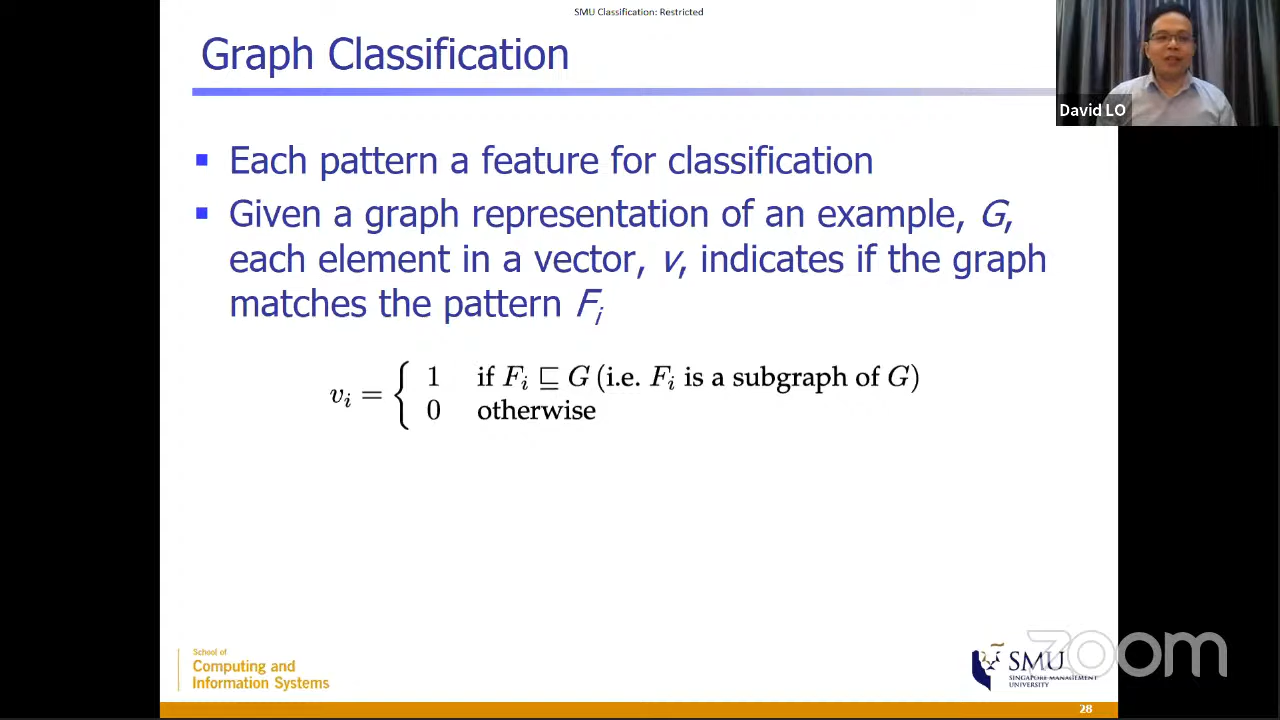 SMU Classification: Restricted
Graph Classification
David LO
▪ Each pattern a feature for classification
▪ Given a graph representation of an example, G,
each element in a vector, v, indicates if the graph
matches the pattern Fᵢ
vᵢ = { 1 if Fᵢ ⊑ G (i.e. Fᵢ is a subgraph of G)
0 otherwise
School of
Computing and
Information Systems
SMU
SINGAPORE MANAGEMENT
UNIVERSITY
zoom
28